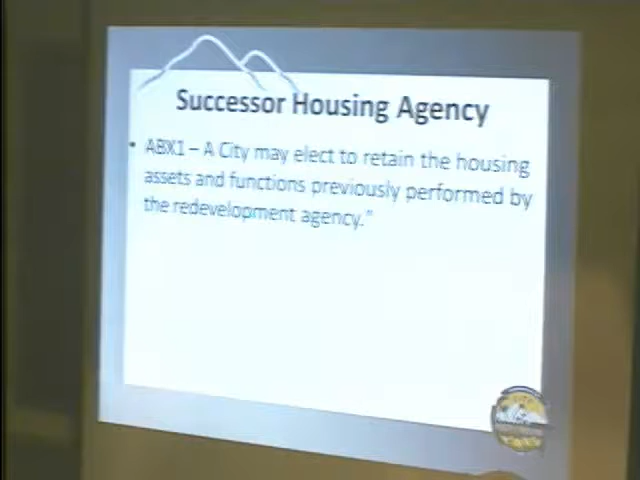 Successor Housing Agency
• ABX1 – A City may elect to retain the housing
assets and functions previously performed by
the redevelopment agency."